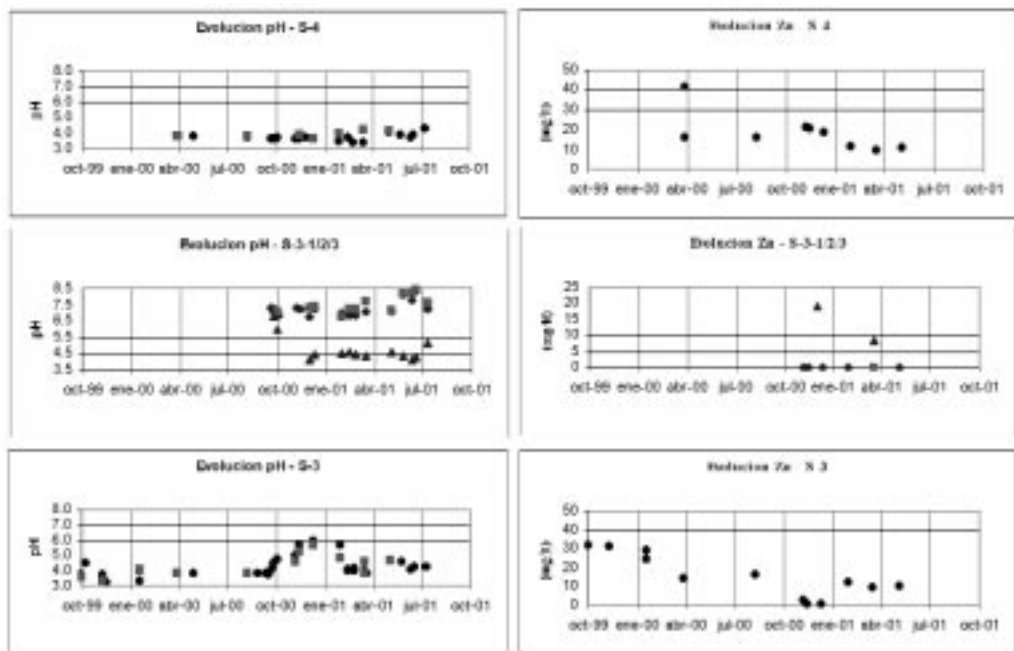 Evolucion pH - S-4
8.0
7.0
6.0
5.0
4.0
3.0
pH
oct-99 ene-00 abr-00 jul-00 oct-00 ene-01 abr-01 jul-01 oct-01
Evolucion Zn - S-4
50
40
30
20
10
0
(mg/l)
oct-99 ene-00 abr-00 jul-00 oct-00 ene-01 abr-01 jul-01 oct-01
Evolucion pH - S-3-1/2/3
8.5
7.5
6.5
5.5
4.5
3.5
pH
oct-99 ene-00 abr-00 jul-00 oct-00 ene-01 abr-01 jul-01 oct-01
Evolucion Zn - S-3-1/2/3
25
20
15
10
5
0
(mg/l)
oct-99 ene-00 abr-00 jul-00 oct-00 ene-01 abr-01 jul-01 oct-01
Evolucion pH - S-3
8.0
7.0
6.0
5.0
4.0
3.0
pH
oct-99 ene-00 abr-00 jul-00 oct-00 ene-01 abr-01 jul-01 oct-01
Evolucion Zn S-3
50
40
30
20
10
0
(mg/l)
oct-99 ene-00 abr-00 jul-00 oct-00 ene-01 abr-01 jul-01 oct-01